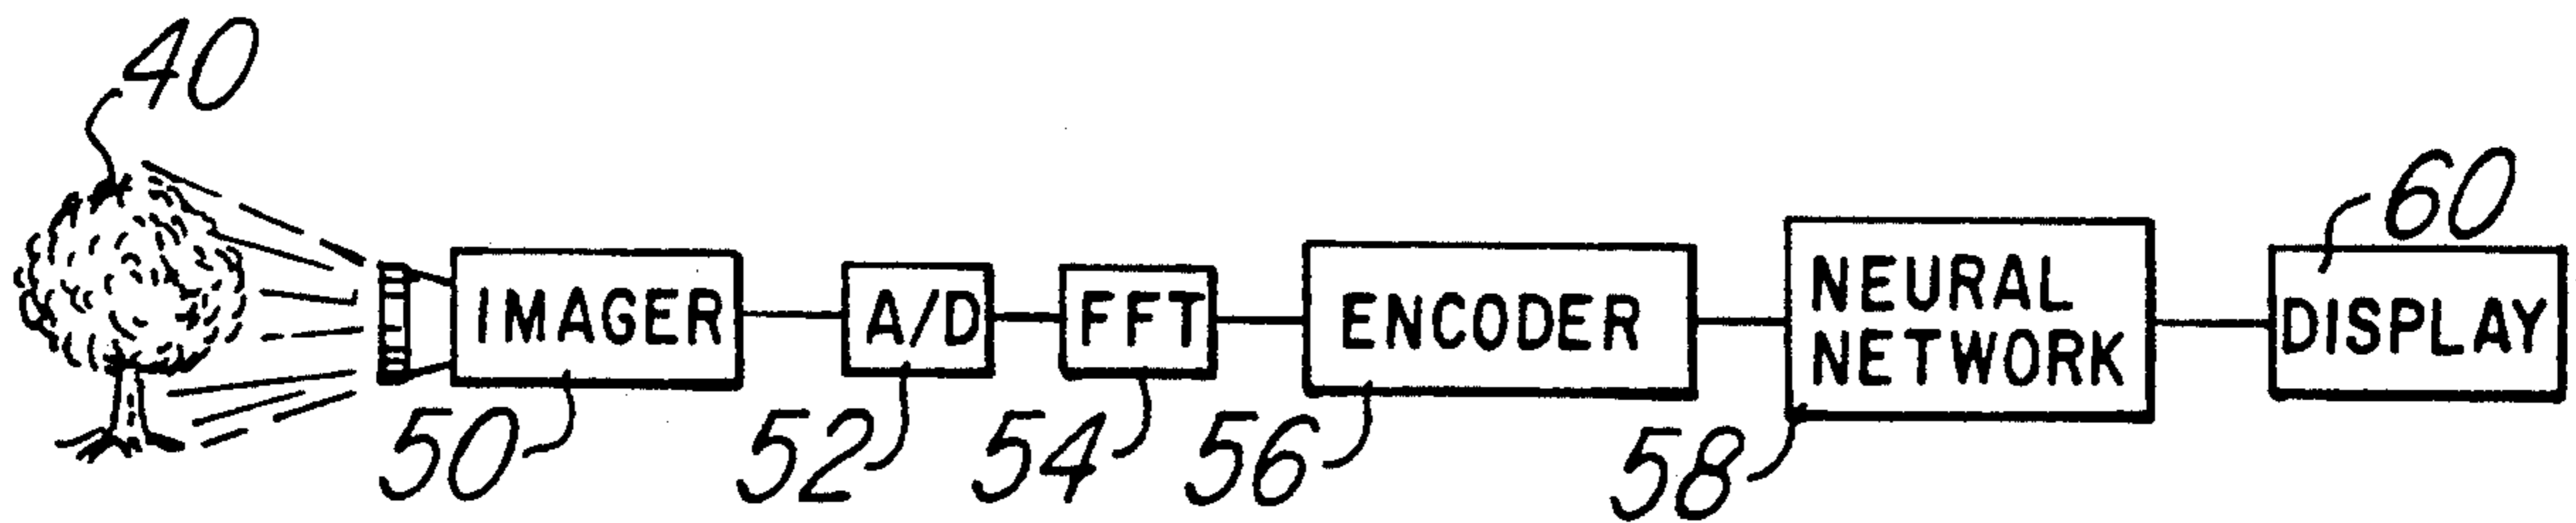 40
60
IMAGER
A/D
FFT
ENCODER
NEURAL
NETWORK
DISPLAY
50
52
54
56
58